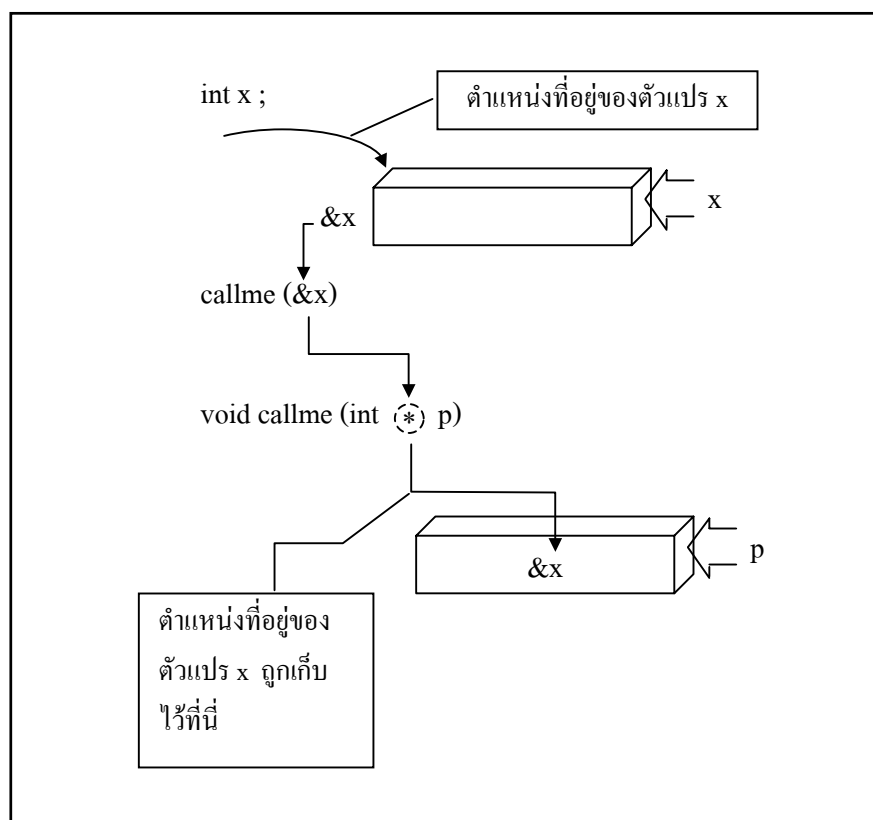 int x ;
ตำแหน่งที่อยู่ของตัวแปร x
x
&x
callme (&x)
void callme (int * p)
p
&x
ตำแหน่งที่อยู่ของ
ตัวแปร x ถูกเก็บ
ไว้ที่นี่